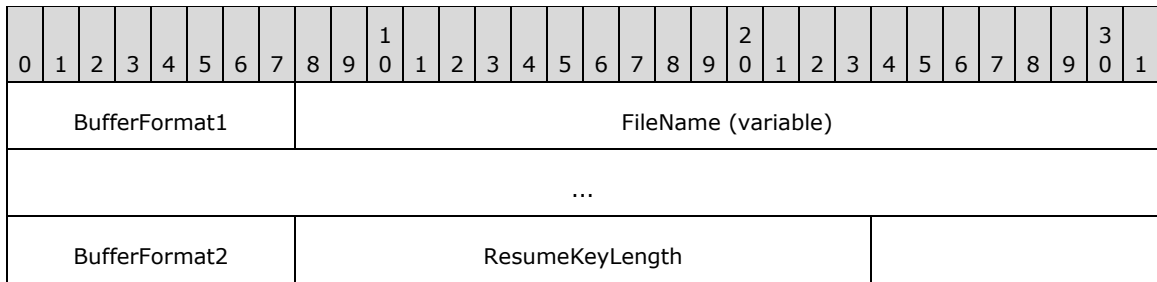 1 2 3
0 1 2 3 4 5 6 7 8 9 0 1 2 3 4 5 6 7 8 9 0 1 2 3 4 5 6 7 8 9 0 1
BufferFormat1 FileName (variable)
...
BufferFormat2 ResumeKeyLength